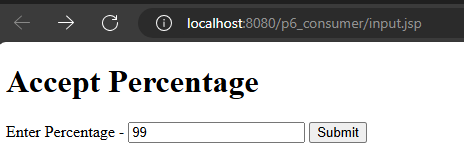 localhost:8080/p6_consumer/input.jsp
Accept Percentage
Enter Percentage - 99 Submit